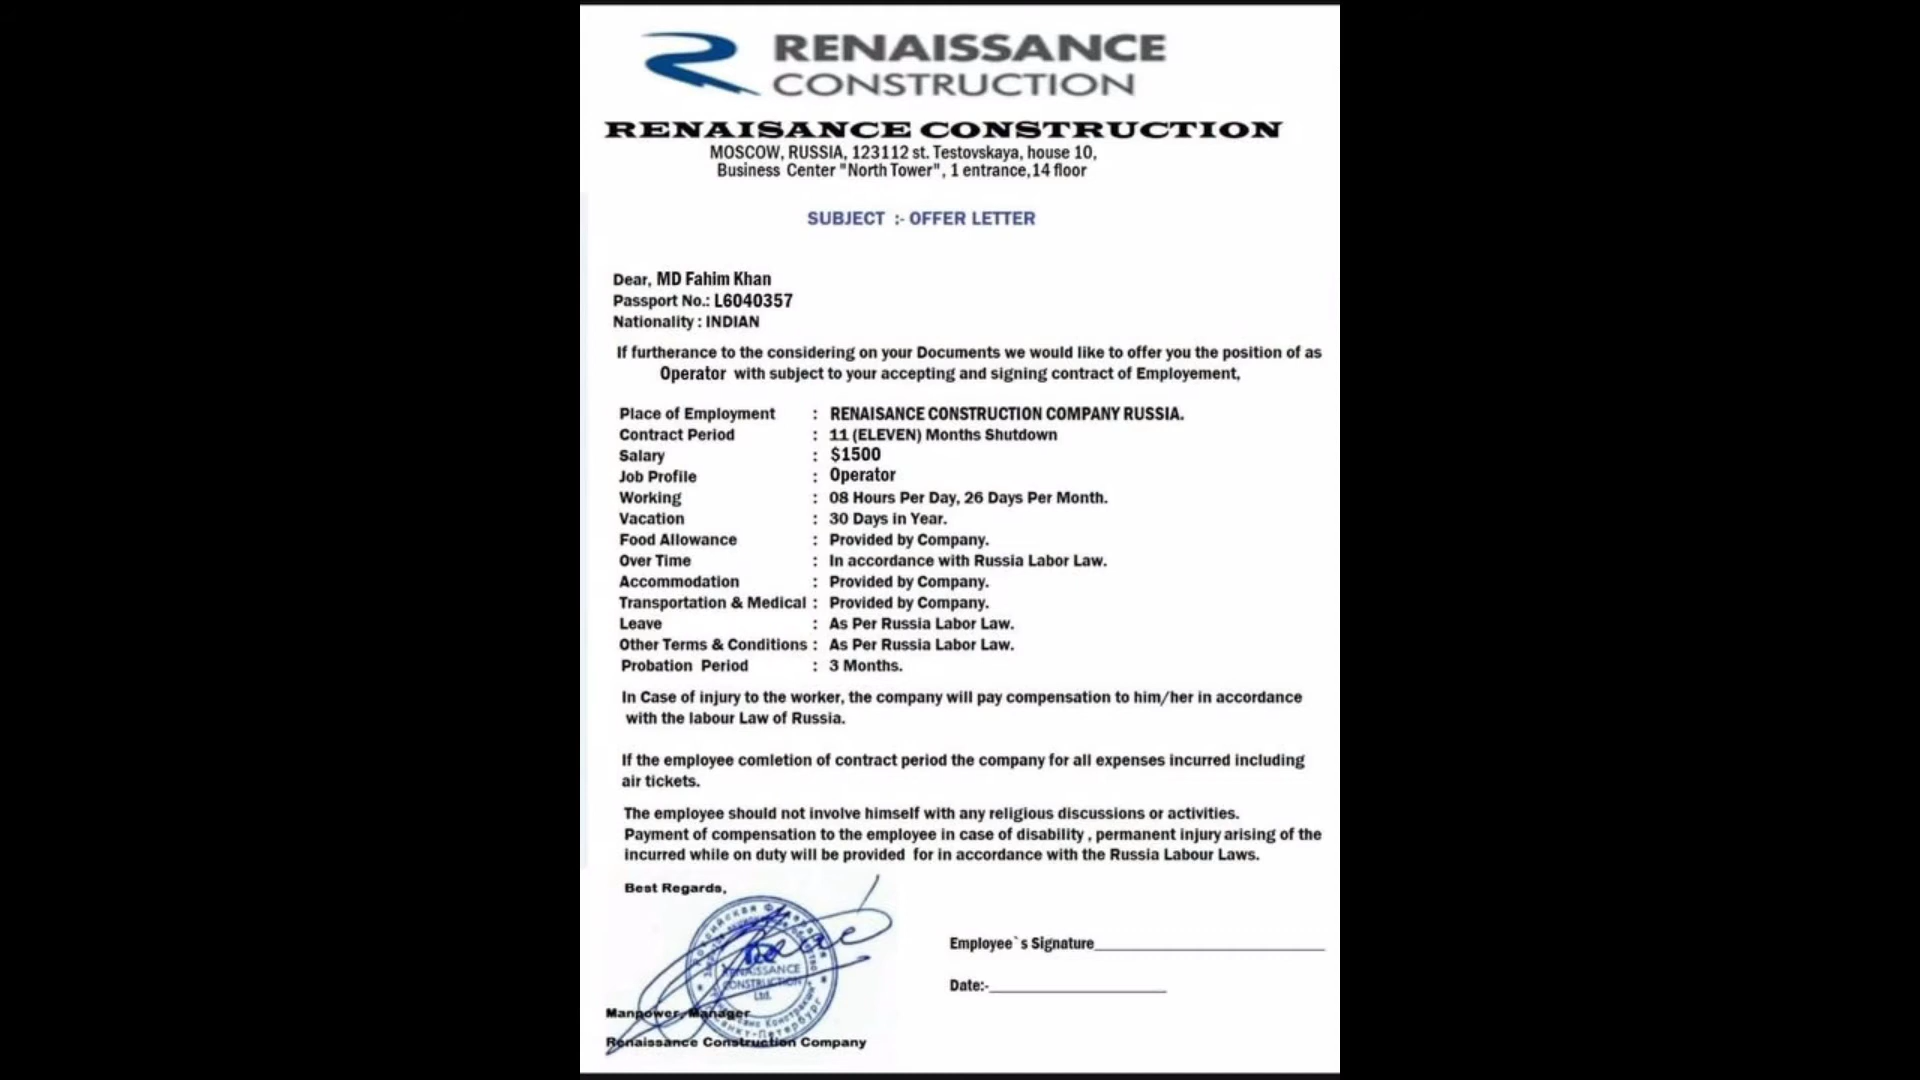 RENAISSANCE
CONSTRUCTION
RENAISANCE CONSTRUCTION
MOSCOW, RUSSIA, 123112 st. Testovskaya, house 10,
Business Center "North Tower", 1 entrance,14 floor
SUBJECT :- OFFER LETTER
Dear, MD Fahim Khan
Passport No.: L6040357
Nationality : INDIAN
If furtherance to the considering on your Documents we would like to offer you the position of as
Operator with subject to your accepting and signing contract of Employement,
Place of Employment : RENAISANCE CONSTRUCTION COMPANY RUSSIA.
Contract Period : 11 (ELEVEN) Months Shutdown
Salary : $1500
Job Profile : Operator
Working : 08 Hours Per Day, 26 Days Per Month.
Vacation : 30 Days in Year.
Food Allowance : Provided by Company.
Over Time : In accordance with Russia Labor Law.
Accommodation : Provided by Company.
Transportation & Medical : Provided by Company.
Leave : As Per Russia Labor Law.
Other Terms & Conditions : As Per Russia Labor Law.
Probation Period : 3 Months.
In Case of injury to the worker, the company will pay compensation to him/her in accordance
with the labour Law of Russia.
If the employee comletion of contract period the company for all expenses incurred including
air tickets.
The employee should not involve himself with any religious discussions or activities.
Payment of compensation to the employee in case of disability , permanent injury arising of the
incurred while on duty will be provided for in accordance with the Russia Labour Laws.
Best Regards,
RENAISSANCE
CONSTRUCTION
Ltd.
Employee`s Signature
Date:-
Manpower, Manager
Renaissance Construction Company